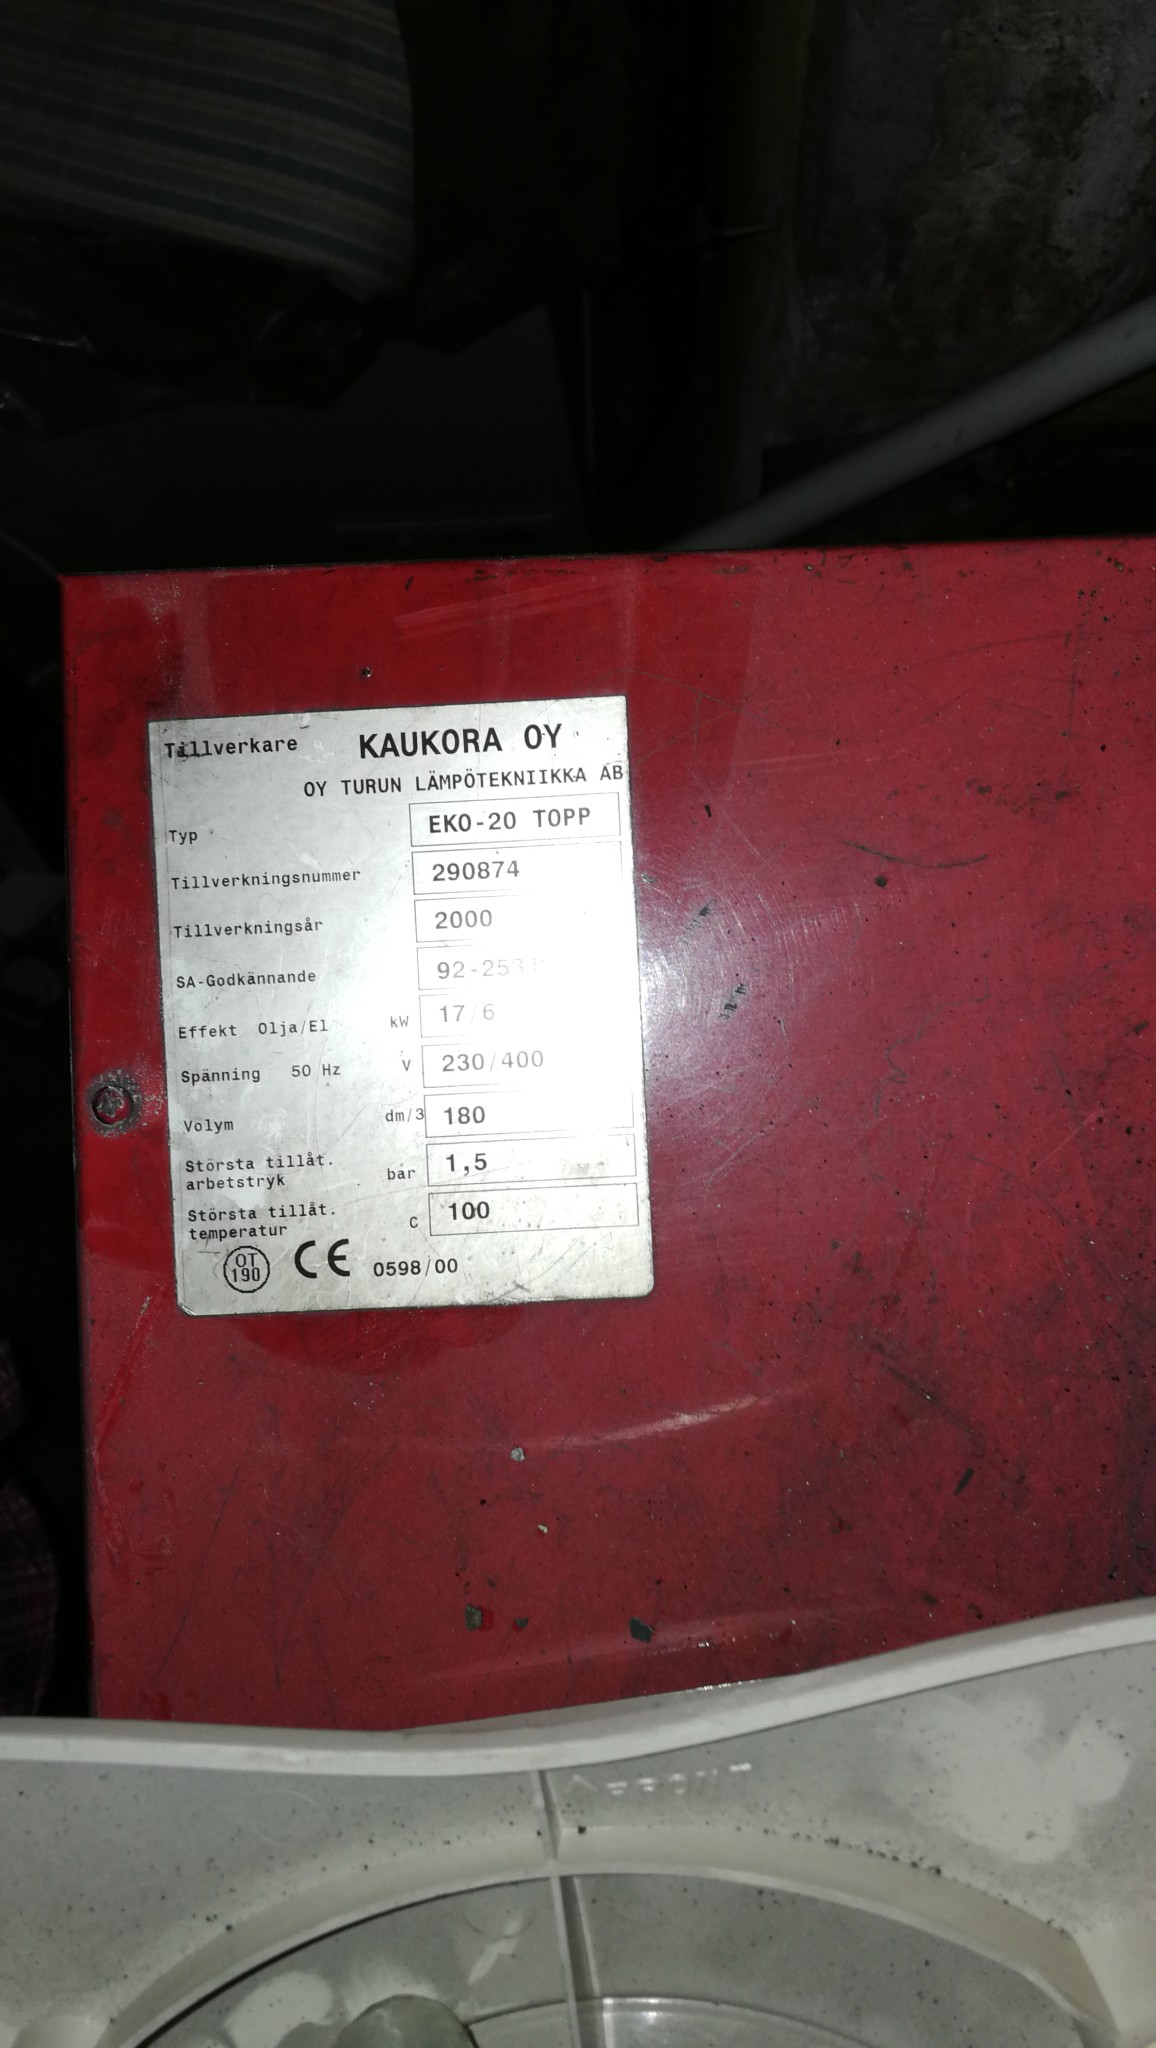 Tillverkare KAUKORA OY
OY TURUN LÄMPÖTEKNIIKKA AB
Typ EKO-20 TOPP
Tillverkningsnummer 290874
Tillverkningsår 2000
SA-Godkännande
Effekt Olja/El kW 17/6
Spänning 50 Hz V 230/400
Volym dm/3 180
Största tillåt.
arbetstryk bar 1,5
Största tillåt.
temperatur C 100
OT
190
CE 0598/00
FRONT